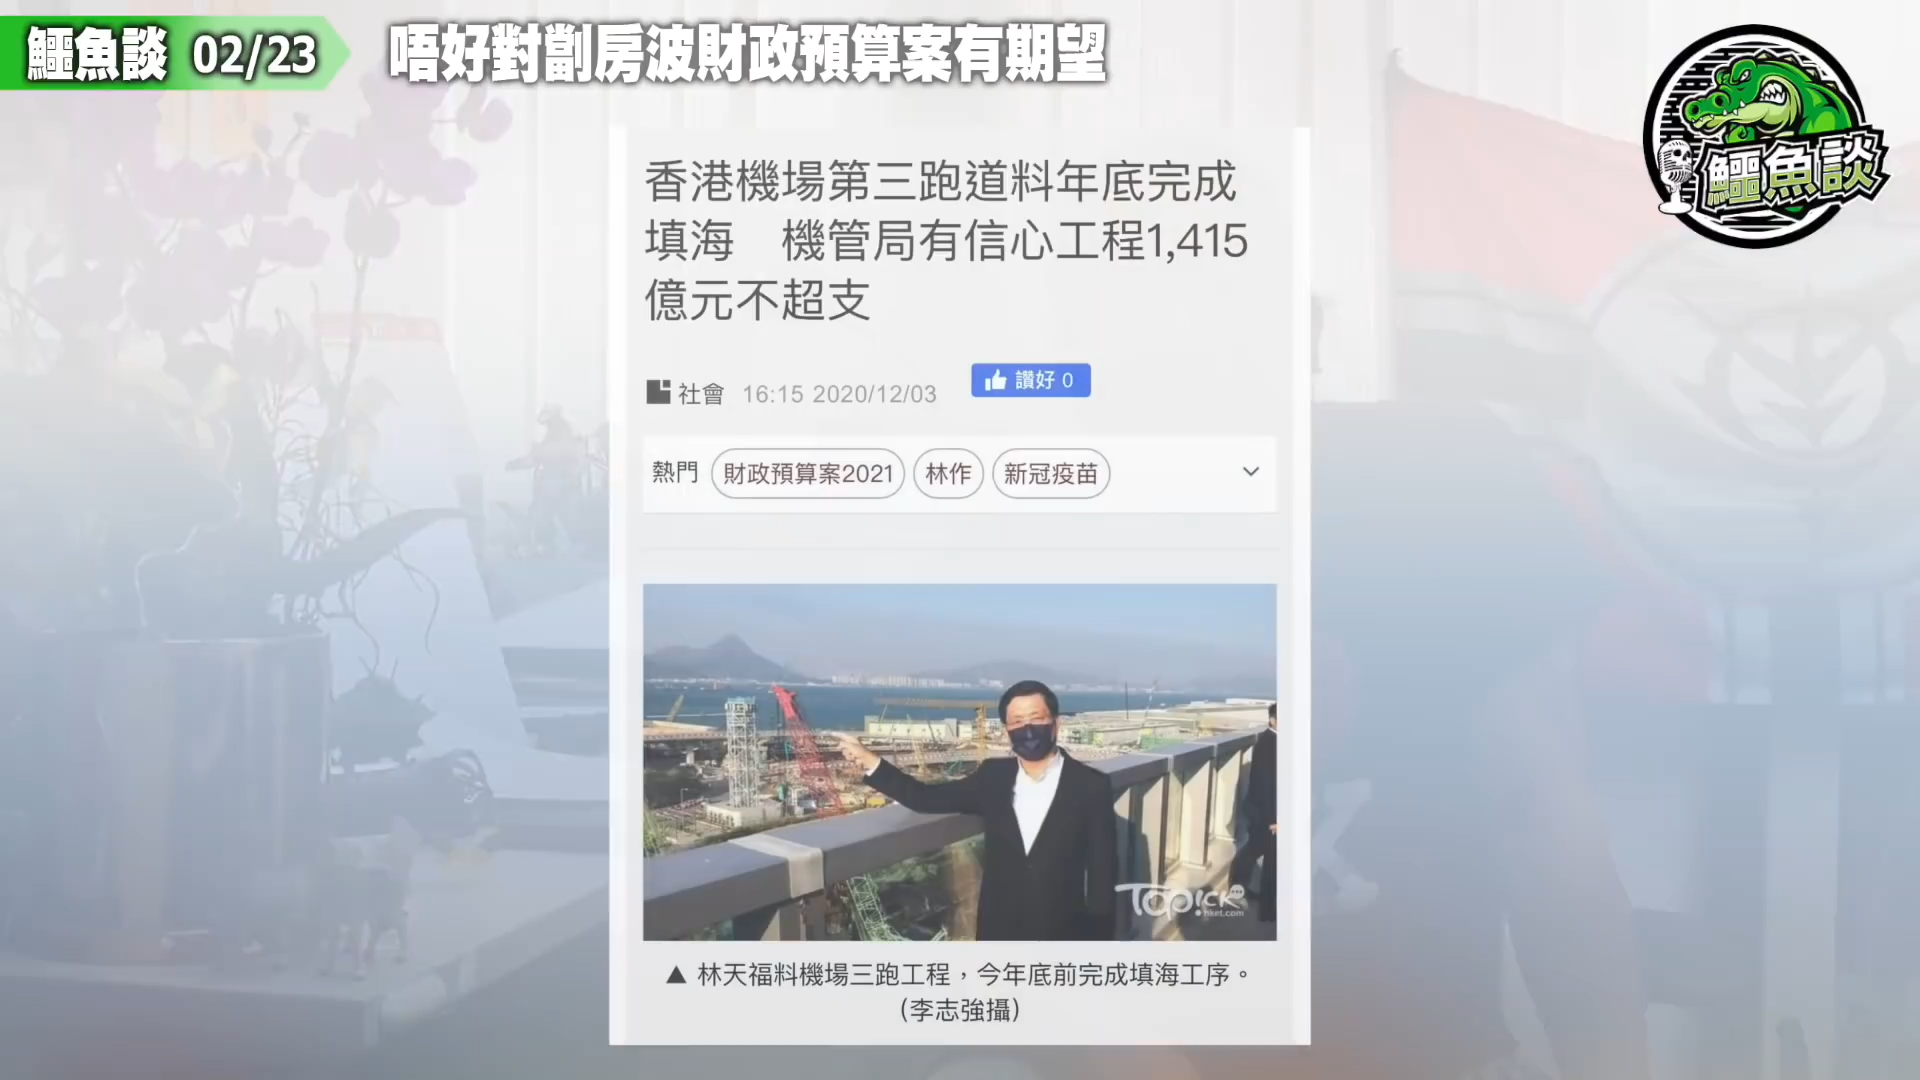 鱷魚談 02/23
唔好對劏房波財政預算案有期望
鱷魚談
香港機場第三跑道料年底完成
填海 機管局有信心工程1,415
億元不超支
社會 16:15 2020/12/03
讚好 0
熱門 財政預算案2021 林作 新冠疫苗
TOPick
hket.com
▲ 林天福料機場三跑工程，今年底前完成填海工序。
(李志強攝)